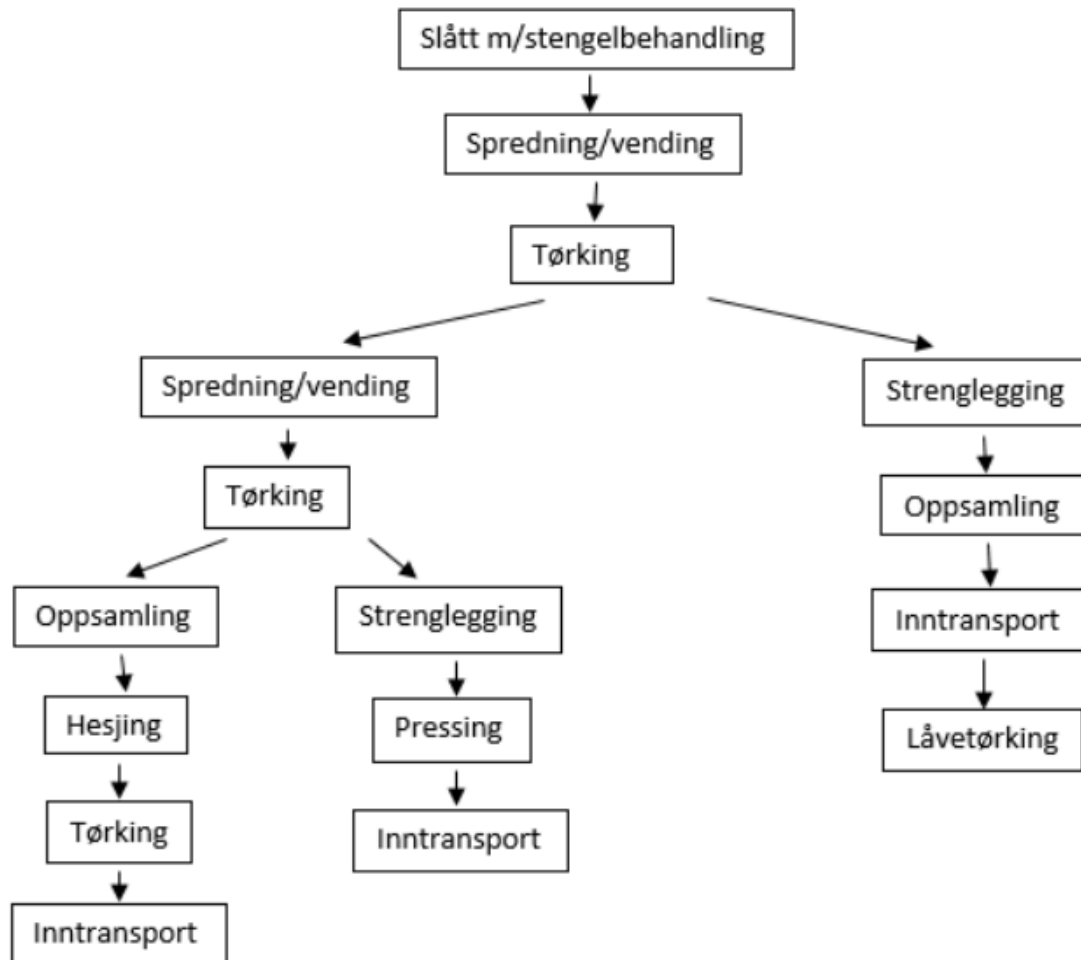 Slått m/stengelbehandling
Spredning/vending
Tørking
Spredning/vending
Strenglegging
Tørking
Oppsamling
Oppsamling
Strenglegging
Inntransport
Hesjing
Pressing
Låvetørking
Tørking
Inntransport
Inntransport